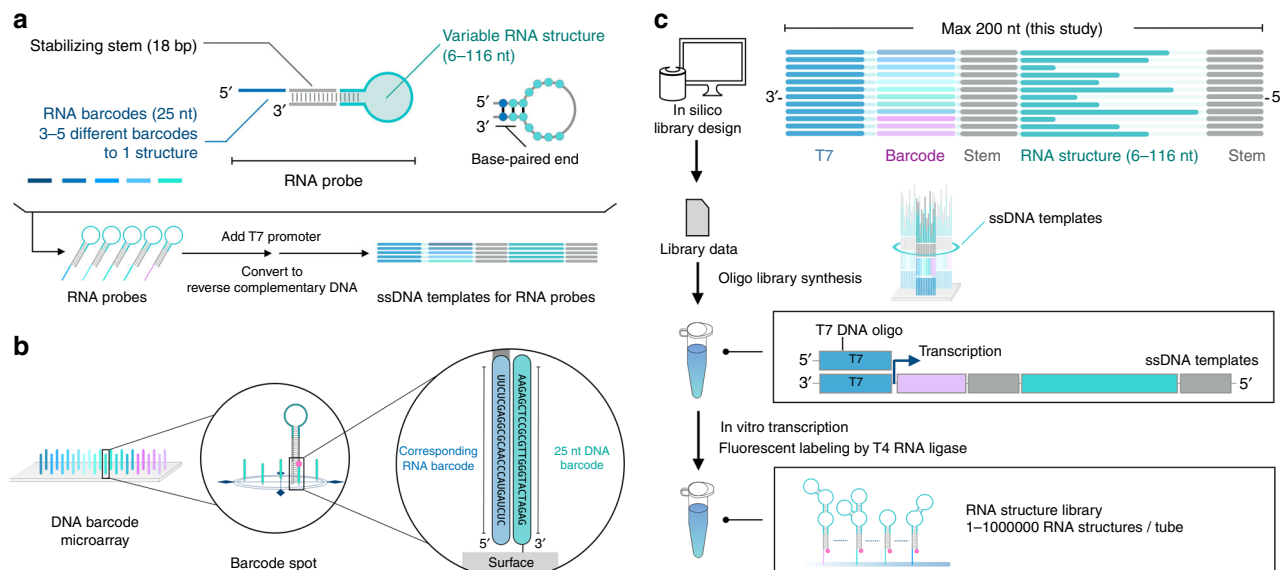 a
Stabilizing stem (18 bp)
Variable RNA structure
(6–116 nt)
5′
3′
RNA barcodes (25 nt)
3–5 different barcodes
to 1 structure
5′
3′
Base-paired end
RNA probe
Add T7 promoter
Convert to
reverse complementary DNA
RNA probes
ssDNA templates for RNA probes
b
Corresponding
RNA barcode
UUCUCGAGGCGCAACCCAUGAUCUC
AAGAGCTCCGCGTTGGGTACTAGAG
25 nt DNA
barcode
5′
3′
Surface
DNA barcode
microarray
Barcode spot
c
Max 200 nt (this study)
In silico
library design
3′-
-5′
T7
Barcode
Stem
RNA structure (6–116 nt)
Stem
Library data
ssDNA templates
Oligo library synthesis
T7 DNA oligo
5′
T7
Transcription
ssDNA templates
3′
T7
5′
In vitro transcription
Fluorescent labeling by T4 RNA ligase
RNA structure library
1–1000000 RNA structures / tube